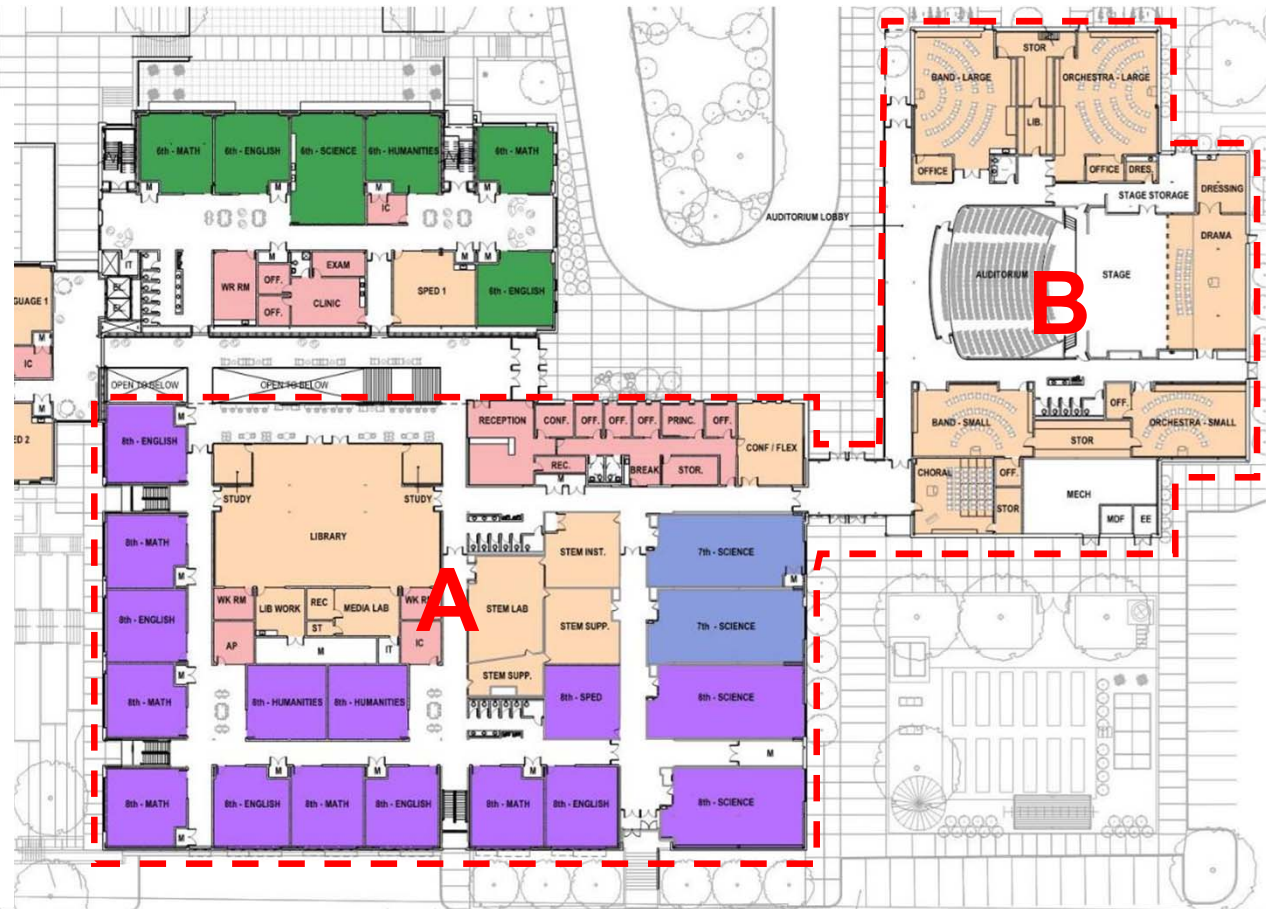 STOR
BAND - LARGE
ORCHESTRA - LARGE
LIB.
OFFICE
OFFICE
DRES.
STAGE STORAGE
DRESSING
AUDITORIUM LOBBY
DRAMA
AUDITORIUM
STAGE
B
OFF.
BAND - SMALL
ORCHESTRA - SMALL
STOR
CHORAL
OFF.
MECH
STOR
MDF
EE
6th - MATH
6th - ENGLISH
6th - SCIENCE
6th - HUMANITIES
6th - MATH
M
M
M
M
IC
M
M
M
IT
EL
EL
WR RM
OFF.
EXAM
CLINIC
OFF.
SPED 1
6th - ENGLISH
GUAGE 1
M
IC
M
ED 2
OPEN TO BELOW
OPEN TO BELOW
8th - ENGLISH
M
RECEPTION
CONF.
OFF.
OFF.
OFF.
PRINC.
OFF.
CONF / FLEX
REC.
M
BREAK
STOR.
STUDY
STUDY
LIBRARY
8th - MATH
M
STEM INST.
7th - SCIENCE
M
A
WK RM
LIB WORK
REC
MEDIA LAB
ST
AP
M
IT
IC
8th - ENGLISH
STEM LAB
STEM SUPP.
7th - SCIENCE
STEM SUPP.
M
8th - MATH
8th - HUMANITIES
8th - HUMANITIES
8th - SPED
8th - SCIENCE
M
8th - MATH
M
M
M
M
8th - ENGLISH
8th - MATH
8th - ENGLISH
8th - MATH
8th - ENGLISH
8th - SCIENCE